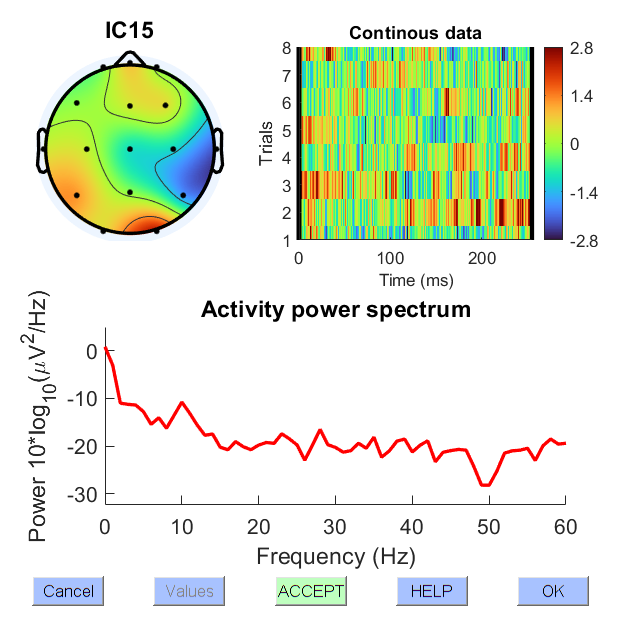 IC15
Continous data
Trials
8
7
6
5
4
3
2
1
0 100 200
Time (ms)
2.8
1.4
0
-1.4
-2.8
Activity power spectrum
Power 10*log10(μV2/Hz)
0
-10
-20
-30
0 10 20 30 40 50 60
Frequency (Hz)
Cancel Values ACCEPT HELP OK